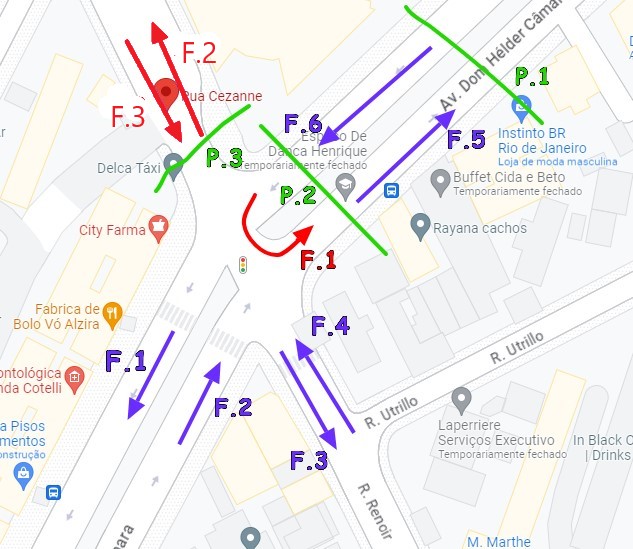 F.2
Rua Cezanne
F.3
Av. Dom Hélder Câmar
P.1
F.6
F.5
Instinto BR
Rio de Janeiro
Loja de moda masculina
Espaço De
Dança Henrique
Temporariamente fechado
P.3
Delca Táxi
P.2
Buffet Cida e Beto
Temporariamente fechado
City Farma
Rayana cachos
F.1
Fabrica de
Bolo Vó Alzira
F.4
F.1
R. Utrillo
ontológica
nda Cotelli
F.2
R. Utrillo
Laperriere
Serviços Executivo
Temporariamente fechado
a Pisos
mentos
onstrução
F.3
In Black O
| Drinks
R. Renoir
mara
M. Marthe